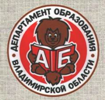 ДЕПАРТАМЕНТ ОБРАЗОВАНИЯ
АБ
ВЛАДИМИРСКОЙ ОБЛАСТИ